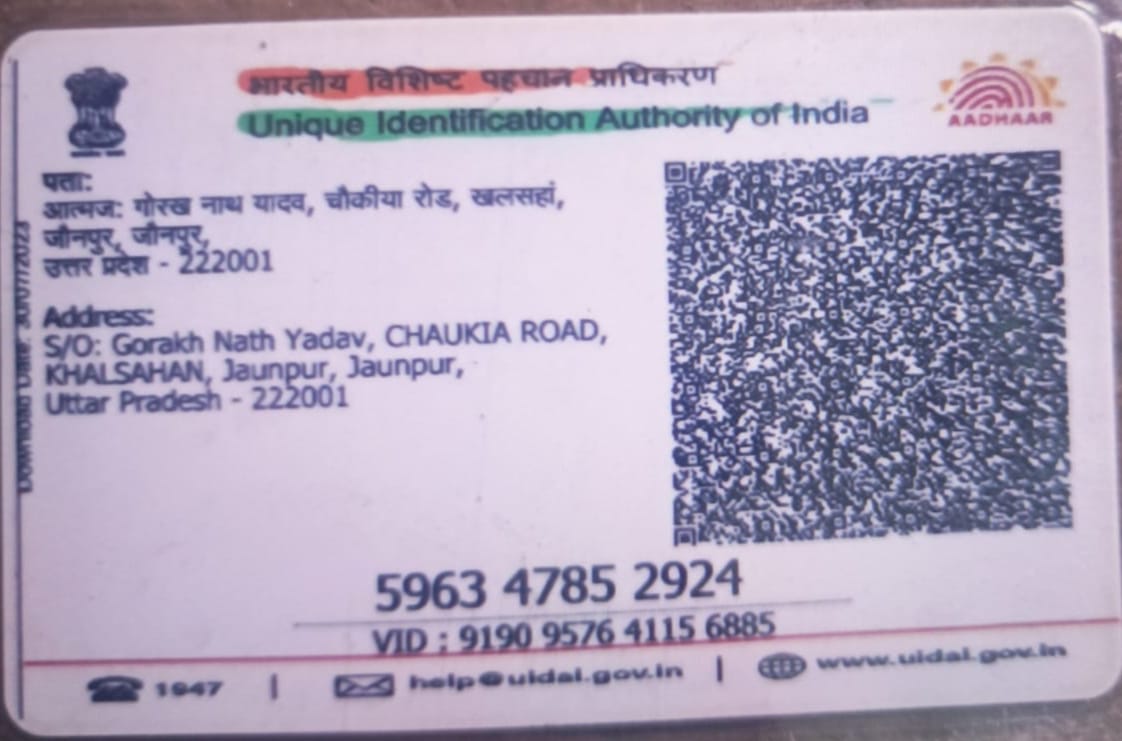 भारतीय विशिष्ट पहचान प्राधिकरण
Unique Identification Authority of India
AADHAAR
पता:
आत्मज: गोरख नाथ यादव, चौकीया रोड, खलसहां,
जौनपुर, जौनपुर,
उत्तर प्रदेश - 222001
Address:
S/O: Gorakh Nath Yadav, CHAUKIA ROAD,
KHALSAHAN, Jaunpur, Jaunpur,
Uttar Pradesh - 222001
Download Date:
5963 4785 2924
VID : 9190 9576 4115 6885
1947 | help@uidai.gov.in | www.uidai.gov.in